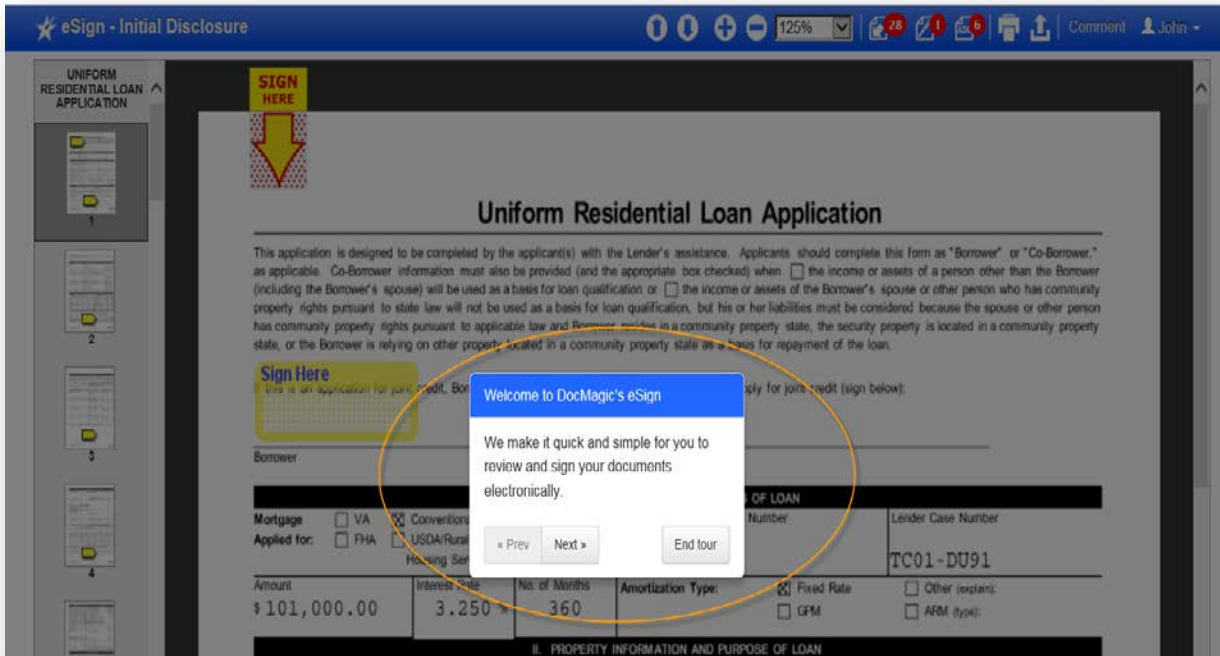 eSign - Initial Disclosure
125%
28
1
6
Comment
John
UNIFORM
RESIDENTIAL LOAN
APPLICATION
1
2
3
4
SIGN
HERE
Uniform Residential Loan Application
This application is designed to be completed by the applicant(s) with the Lender's assistance. Applicants should complete this form as "Borrower" or "Co-Borrower,"
as applicable. Co-Borrower information must also be provided (and the appropriate box checked) when the income or assets of a person other than the Borrower
(including the Borrower's spouse) will be used as a basis for loan qualification or the income or assets of the Borrower's spouse or other person who has community
property rights pursuant to state law will not be used as a basis for loan qualification, but his or her liabilities must be considered because the spouse or other person
has community property rights pursuant to applicable law and Borrower resides in a community property state, the security property is located in a community property
state, or the Borrower is relying on other property located in a community property state as a basis for repayment of the loan.
Sign Here
If this is an application for joint credit, Bor
ply for joint credit (sign below):
Borrower
Welcome to DocMagic's eSign
We make it quick and simple for you to
review and sign your documents
electronically.
« Prev
Next »
End tour
OF LOAN
Mortgage
Applied for:
VA
Convention
FHA
USDA/Rural
Housing Ser
Number
Lender Case Number
TC01-DU91
Amount
$ 101,000.00
Interest Rate
3.250 %
No. of Months
360
Amortization Type:
Fixed Rate
Other (explain):
GPM
ARM (type):
II. PROPERTY INFORMATION AND PURPOSE OF LOAN